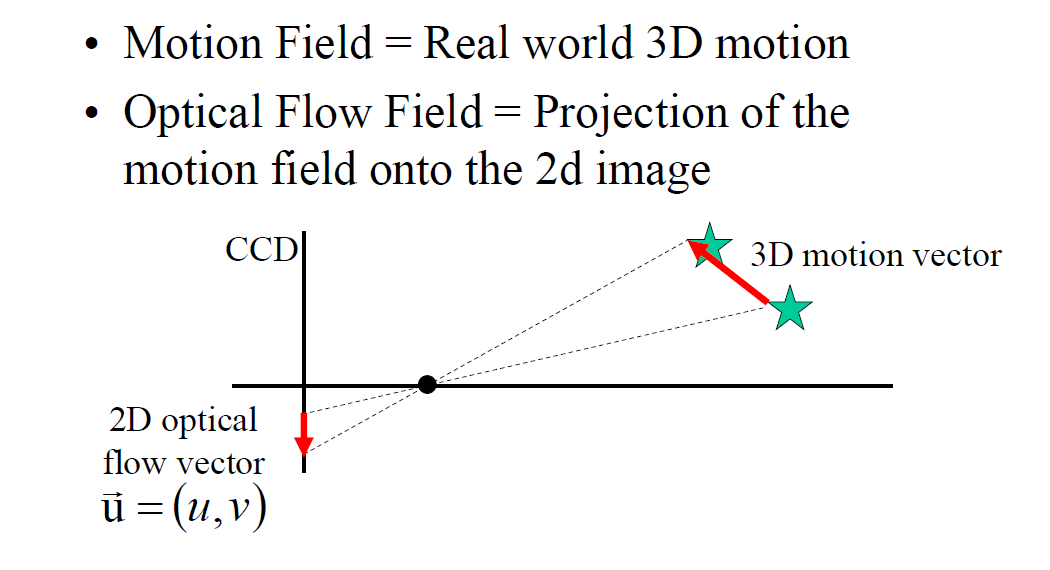 • Motion Field = Real world 3D motion
• Optical Flow Field = Projection of the
motion field onto the 2d image
CCD
3D motion vector
2D optical
flow vector
u⃗ = (u,v)